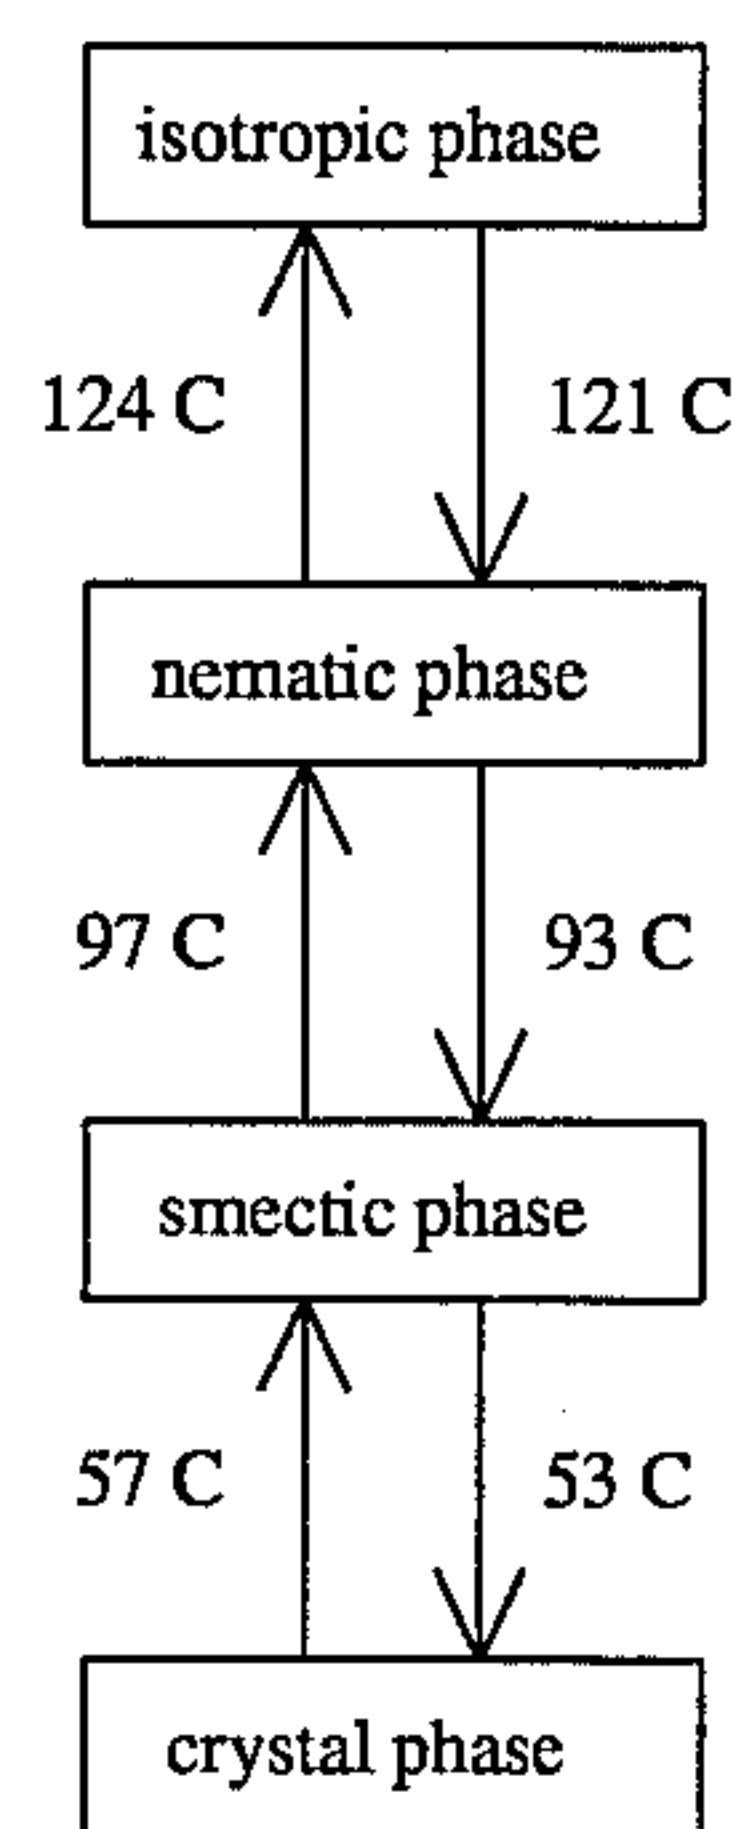 isotropic phase
124 C 121 C
nematic phase
97 C 93 C
smectic phase
57 C 53 C
crystal phase